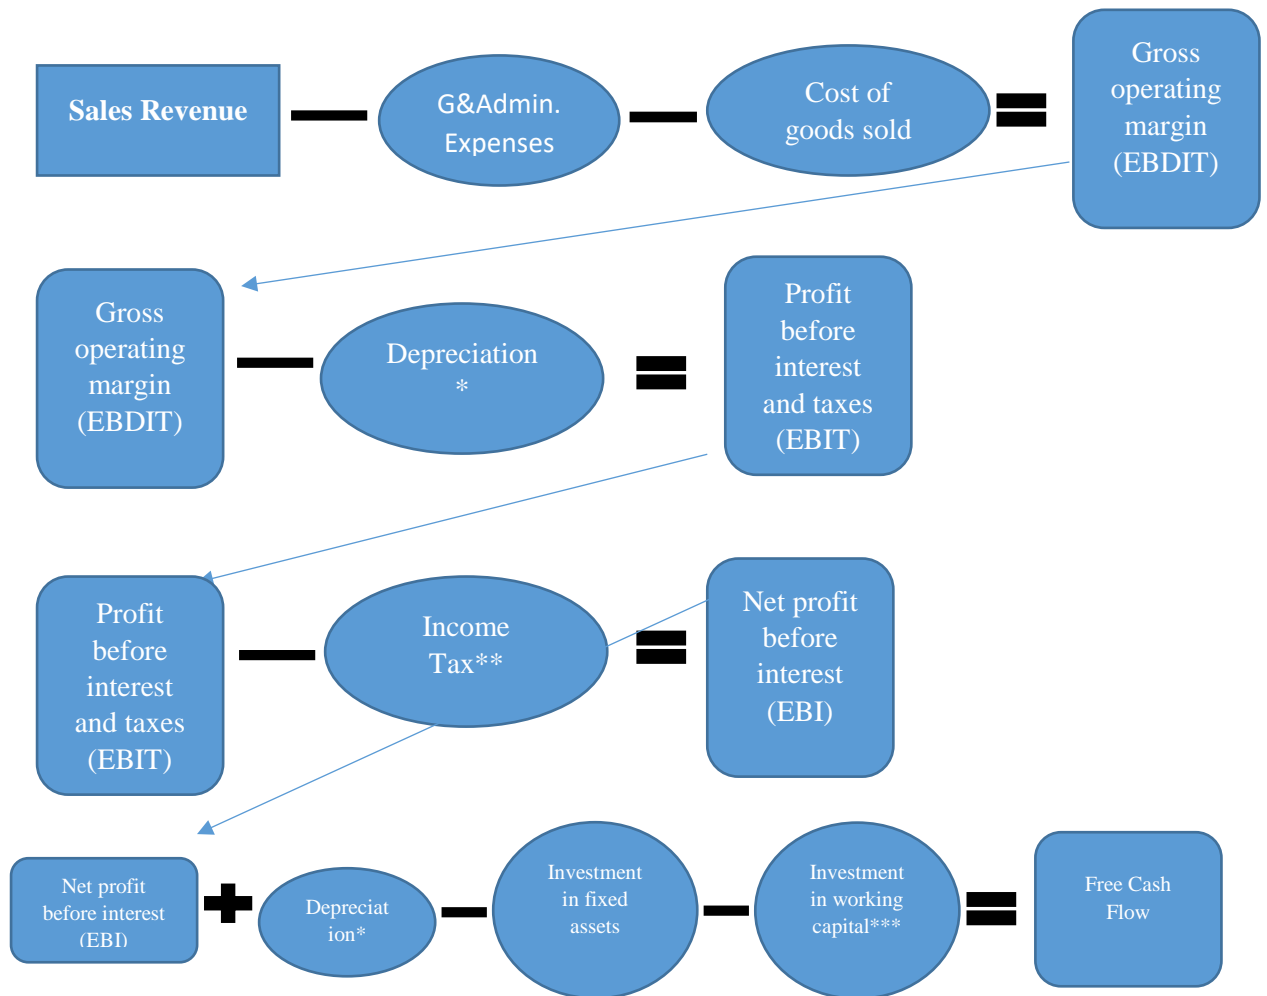 Sales Revenue
G&Admin.
Expenses
Cost of
goods sold
Gross
operating
margin
(EBDIT)
Gross
operating
margin
(EBDIT)
Depreciation
*
Profit
before
interest
and taxes
(EBIT)
Profit
before
interest
and taxes
(EBIT)
Income
Tax**
Net profit
before
interest
(EBI)
Net profit
before interest
(EBI)
Depreciat
ion*
Investment
in fixed
assets
Investment
in working
capital***
Free Cash
Flow